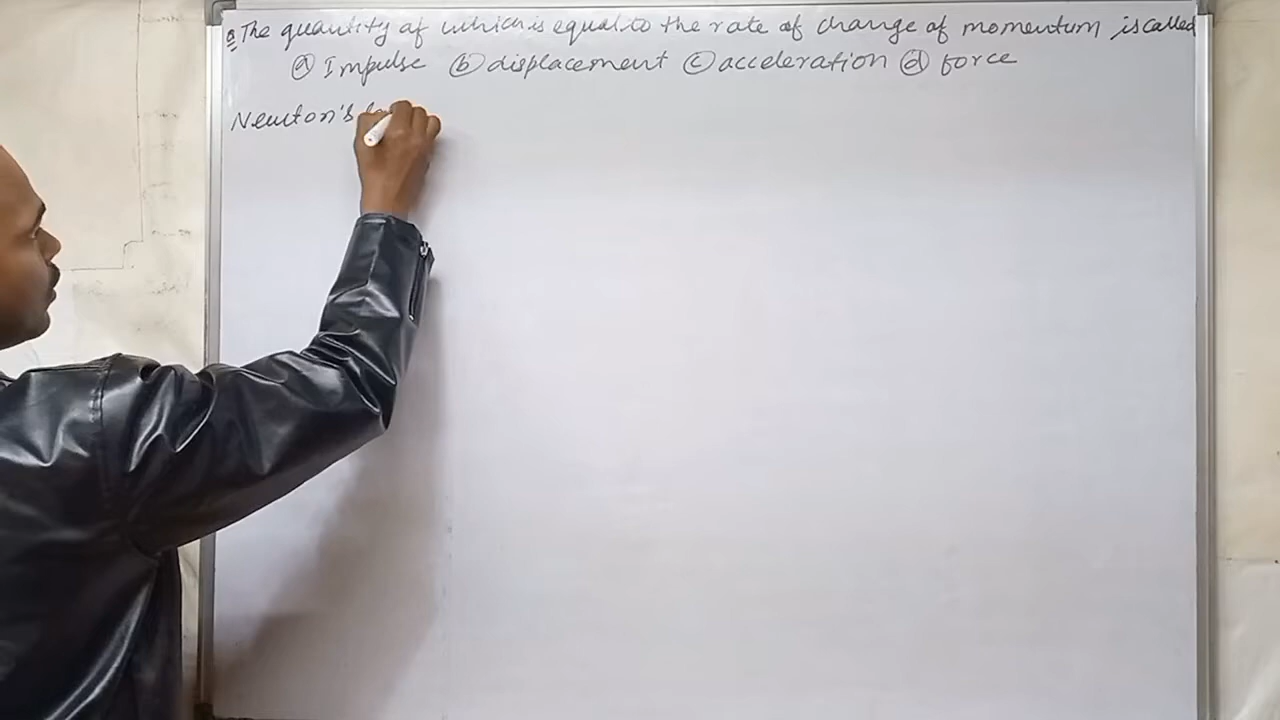 Q The quantity of which is equal to the rate of change of momentum is called
(a) Impulse (b) displacement (c) acceleration (d) force
Newton's